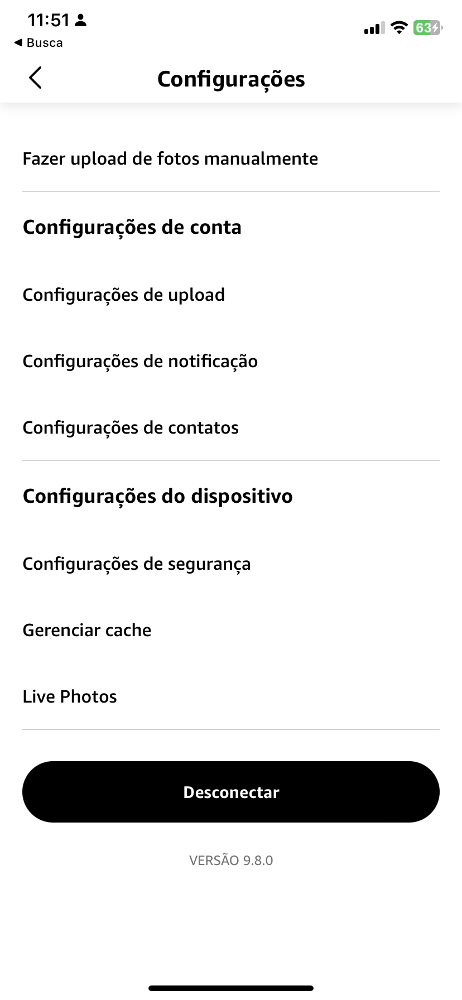 11:51
63
◀ Busca
Configurações
Fazer upload de fotos manualmente
Configurações de conta
Configurações de upload
Configurações de notificação
Configurações de contatos
Configurações do dispositivo
Configurações de segurança
Gerenciar cache
Live Photos
Desconectar
VERSÃO 9.8.0